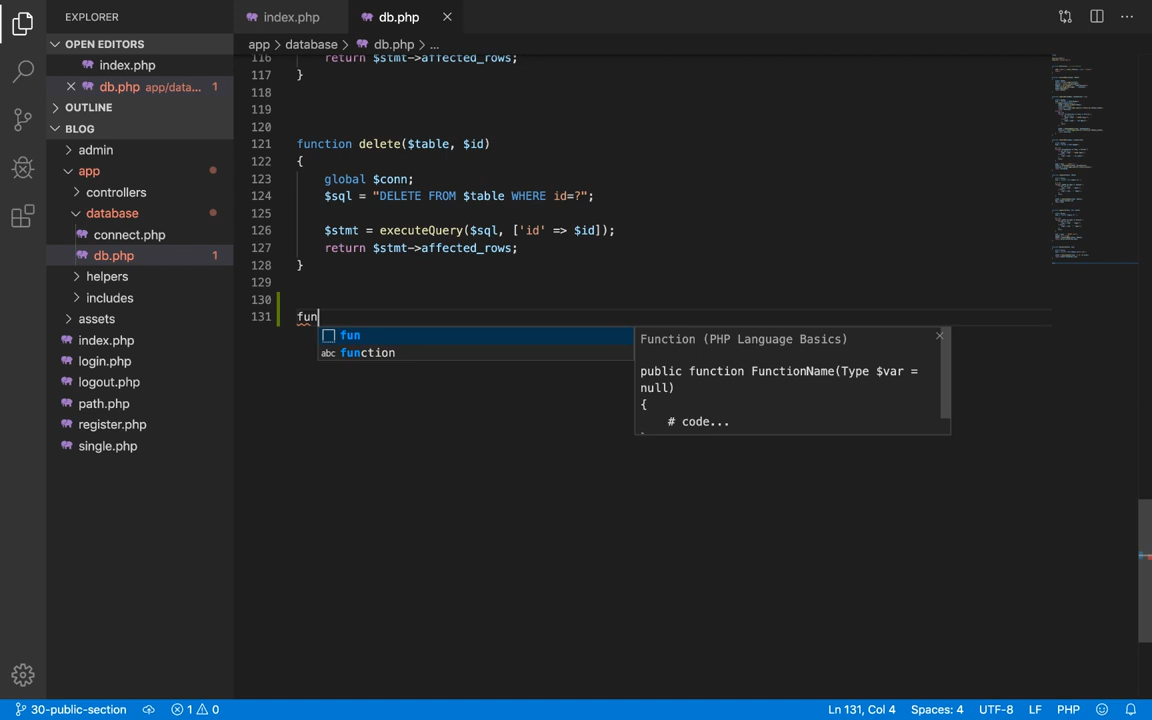 EXPLORER
OPEN EDITORS
index.php
db.php app/data... 1
OUTLINE
BLOG
admin
app
controllers
database
connect.php
db.php 1
helpers
includes
assets
index.php
login.php
logout.php
path.php
register.php
single.php
index.php db.php
app > database > db.php > ...
116 return $stmt->affected_rows;
117 }
118
119
120
121 function delete($table, $id)
122 {
123 global $conn;
124 $sql = "DELETE FROM $table WHERE id=?";
125
126 $stmt = executeQuery($sql, ['id' => $id]);
127 return $stmt->affected_rows;
128 }
129
130
131 fun
fun
abc function
Function (PHP Language Basics)
public function FunctionName(Type $var =
null)
{
# code...
30-public-section 1 0 Ln 131, Col 4 Spaces: 4 UTF-8 LF PHP